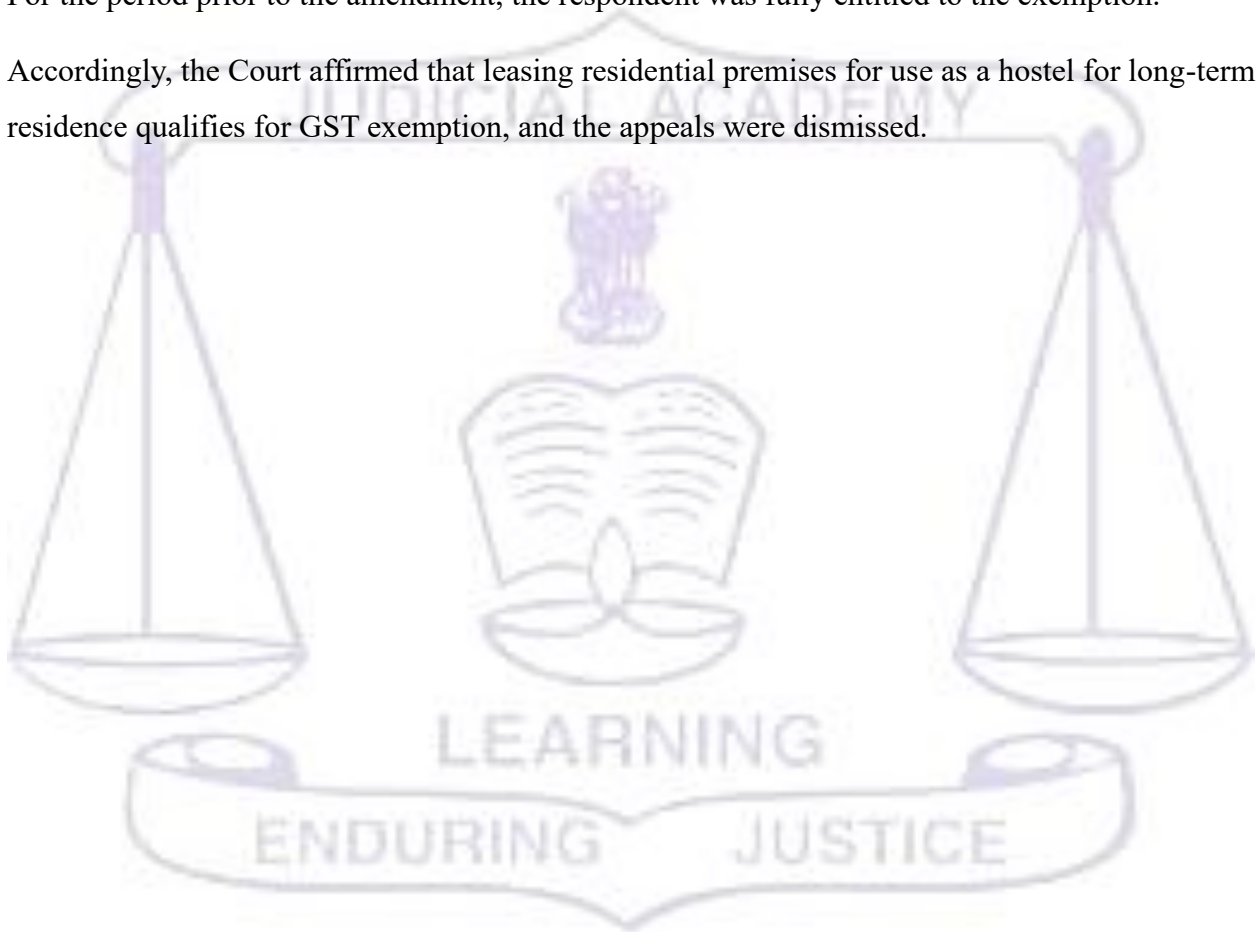 For the period prior to the amendment, the respondent was fully entitled to the exemption.
Accordingly, the Court affirmed that leasing residential premises for use as a hostel for long-term
JUDICIAL ACADEMY
residence qualifies for GST exemption, and the appeals were dismissed.
LEARNING
ENDURING JUSTICE